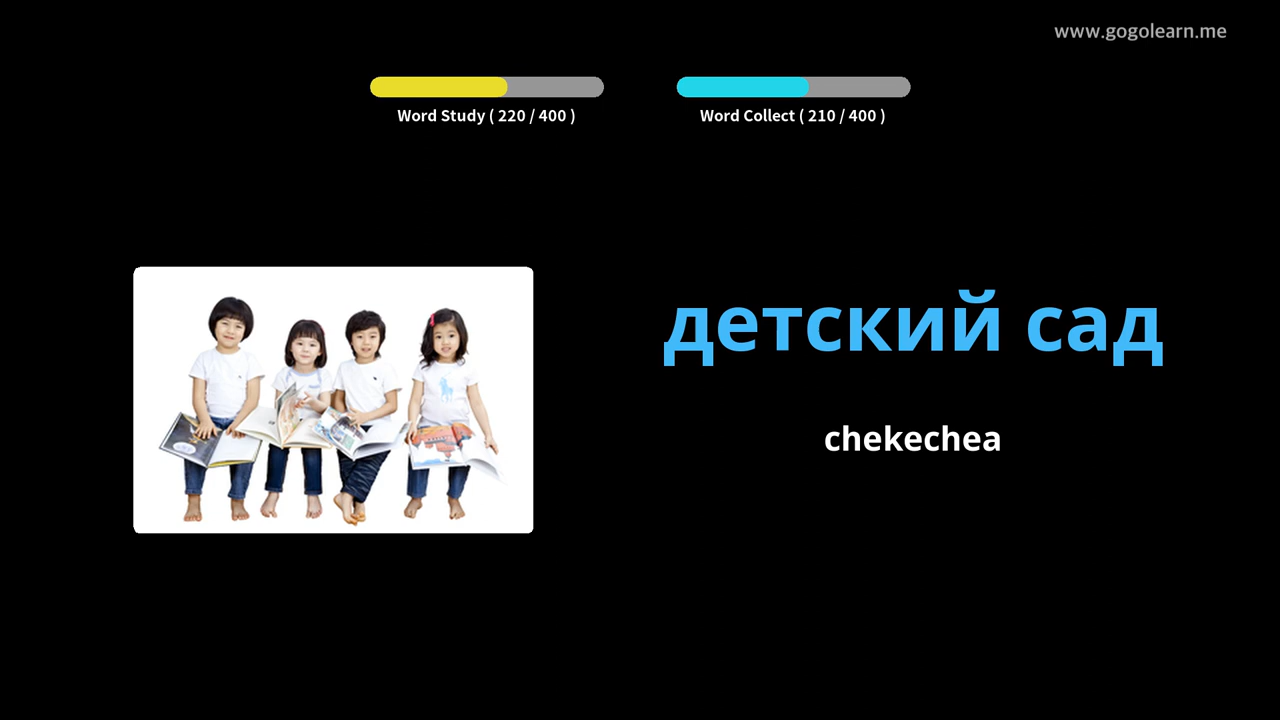 www.gogolearn.me
Word Study ( 220 / 400 )
Word Collect ( 210 / 400 )
детский сад
chekechea